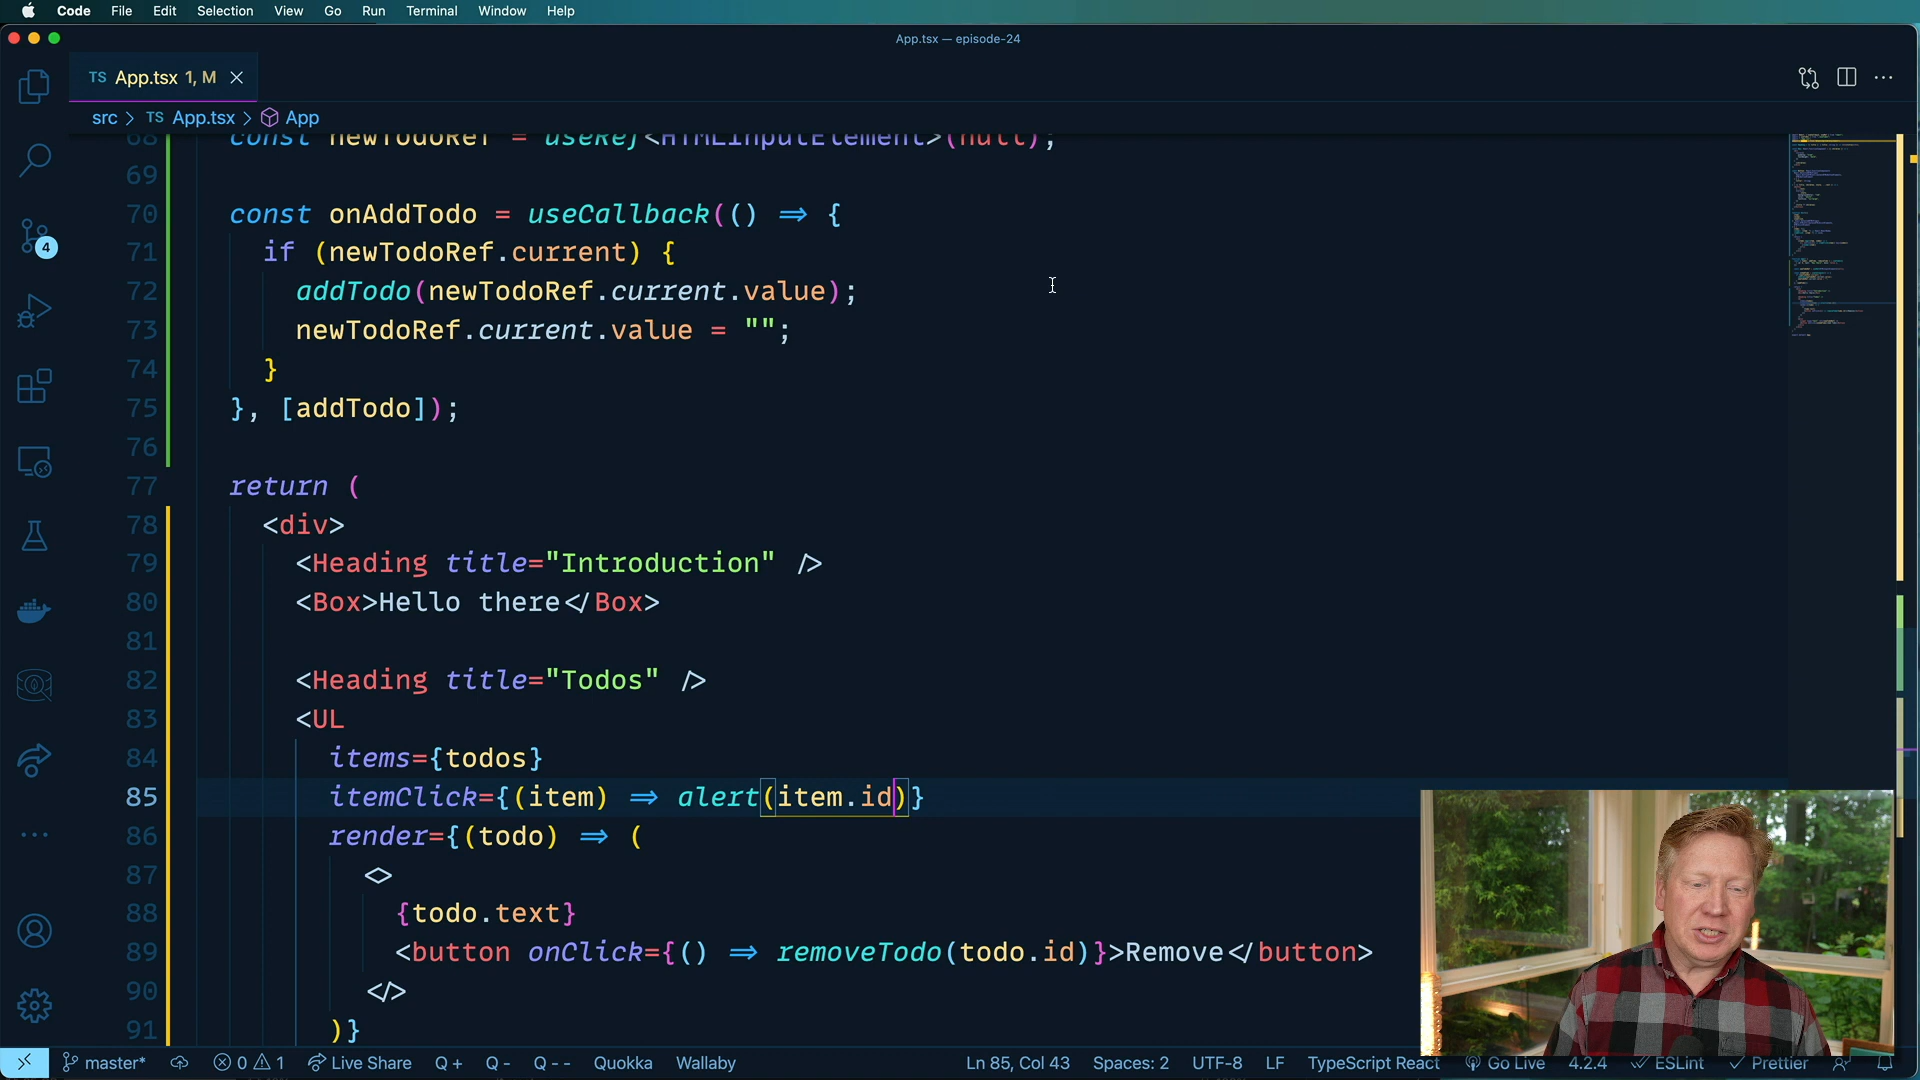 Code File Edit Selection View Go Run Terminal Window Help
App.tsx — episode-24
TS App.tsx 1, M
src > TS App.tsx > App
68 const newTodoRef = useRef<HTMLInputElement>(null);
69
70 const onAddTodo = useCallback(() => {
71 if (newTodoRef.current) {
72 addTodo(newTodoRef.current.value);
73 newTodoRef.current.value = "";
74 }
75 }, [addTodo]);
76
77 return (
78 <div>
79 <Heading title="Introduction" />
80 <Box>Hello there</Box>
81
82 <Heading title="Todos" />
83 <UL
84 items={todos}
85 itemClick={(item) => alert(item.id)}
86 render={(todo) => (
87 <>
88 {todo.text}
89 <button onClick={() => removeTodo(todo.id)}>Remove</button>
90 </>
91 )}
4
master* 0 1 Live Share Q + Q - Q - - Quokka Wallaby Ln 85, Col 43 Spaces: 2 UTF-8 LF TypeScript React Go Live 4.2.4 ESLint Prettier